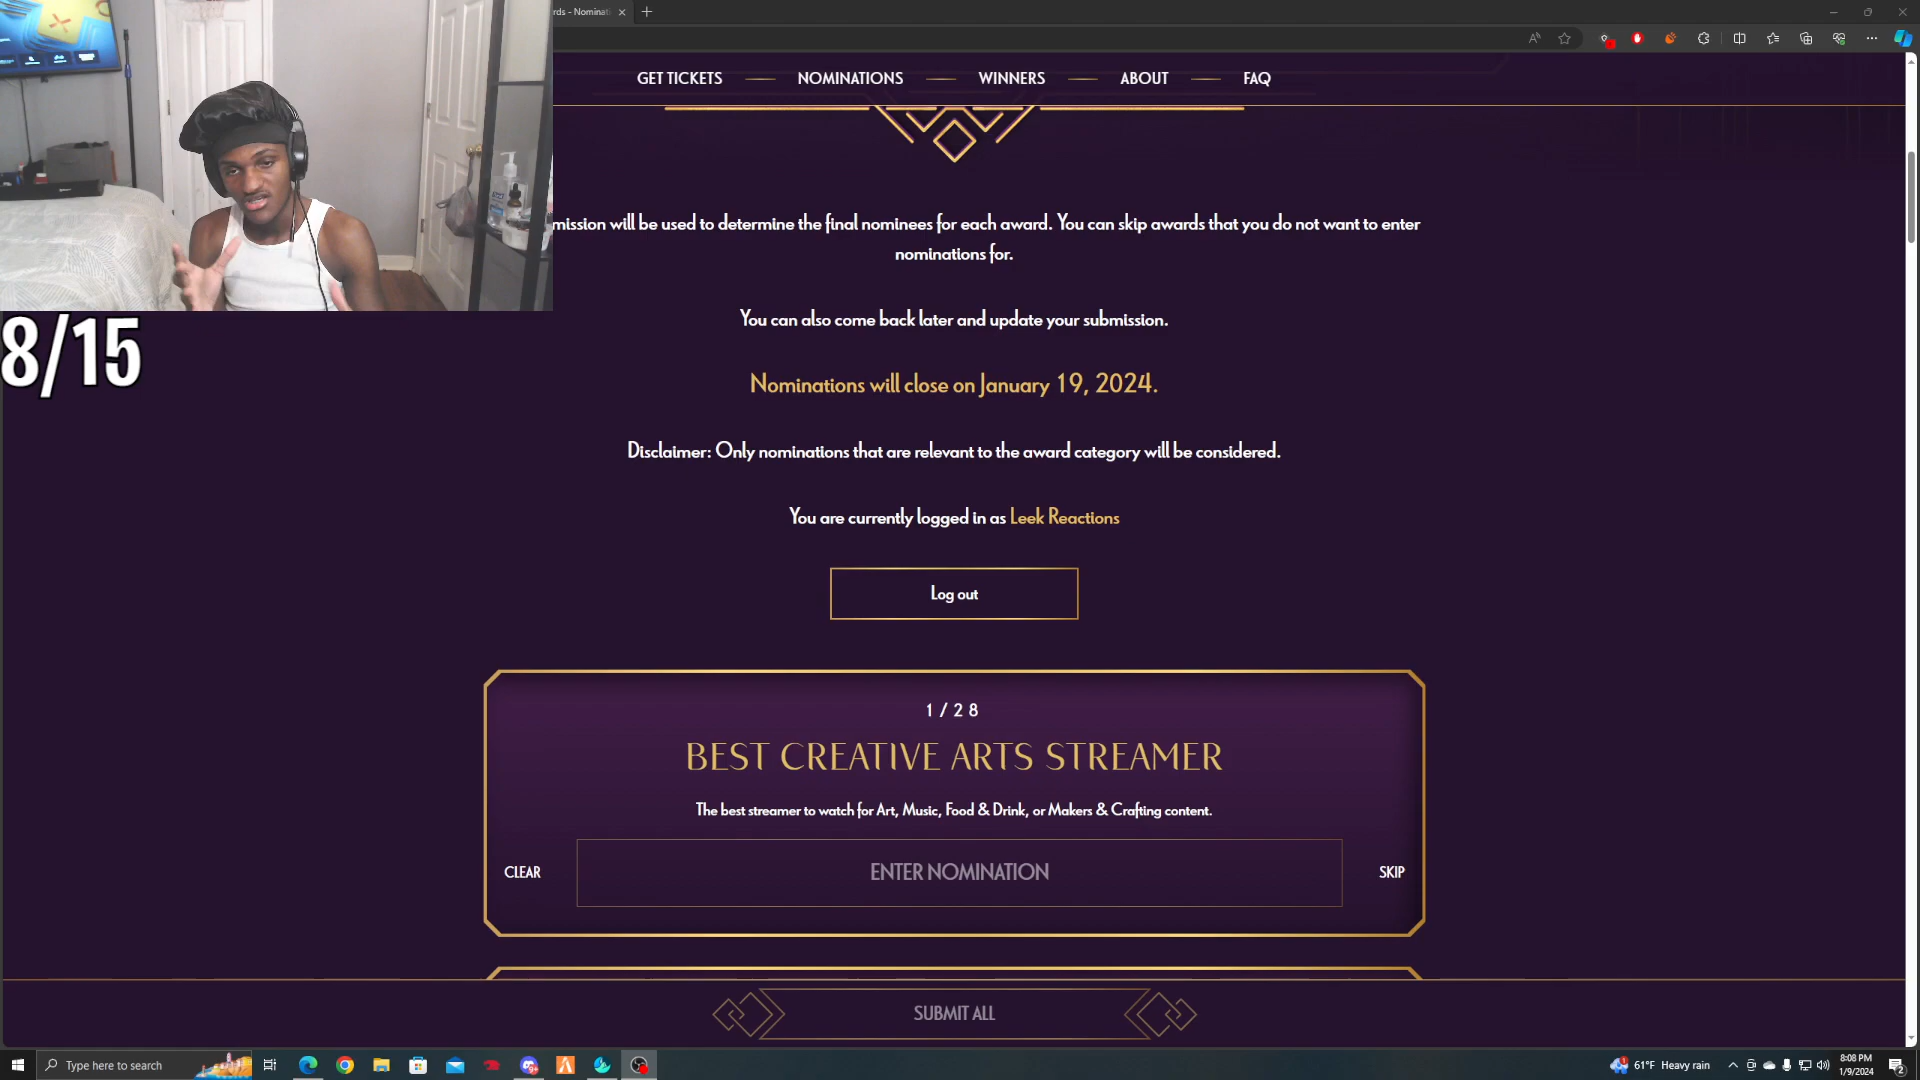 rds - Nominati
GET TICKETS
NOMINATIONS
WINNERS
ABOUT
FAQ
mission will be used to determine the final nominees for each award. You can skip awards that you do not want to enter
nominations for.
You can also come back later and update your submission.
8/15
Nominations will close on January 19, 2024.
Disclaimer: Only nominations that are relevant to the award category will be considered.
You are currently logged in as Leek Reactions
Log out
1/28
BEST CREATIVE ARTS STREAMER
The best streamer to watch for Art, Music, Food & Drink, or Makers & Crafting content.
CLEAR
ENTER NOMINATION
SKIP
SUBMIT ALL
Type here to search
61°F Heavy rain
8:08 PM
1/9/2024